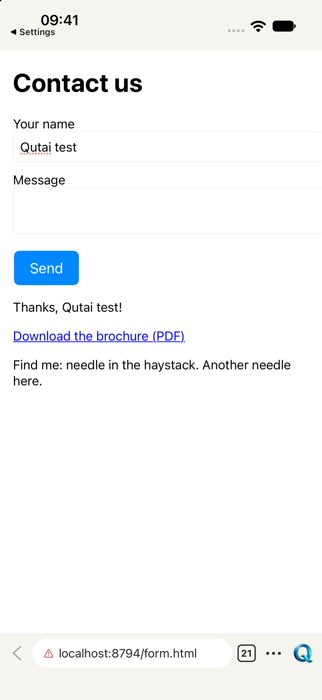 09:41
◀ Settings
Contact us
Your name
Qutai test
Message
Send
Thanks, Qutai test!
Download the brochure (PDF)
Find me: needle in the haystack. Another needle
here.
localhost:8794/form.html
21